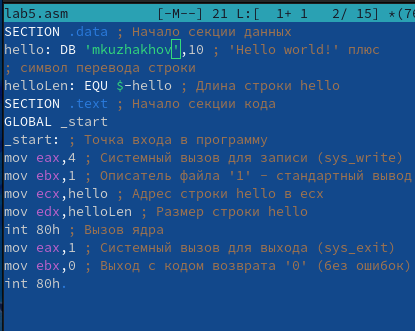 lab5.asm [-M--] 21 L:[ 1+ 1 2/ 15] *(76
SECTION .data ; Начало секции данных
hello: DB 'mkuzhakhov',10 ; 'Hello world!' плюс
; символ перевода строки
helloLen: EQU $-hello ; Длина строки hello
SECTION .text ; Начало секции кода
GLOBAL _start
_start: ; Точка входа в программу
mov eax,4 ; Системный вызов для записи (sys_write)
mov ebx,1 ; Описатель файла '1' - стандартный вывод
mov ecx,hello ; Адрес строки hello в ecx
mov edx,helloLen ; Размер строки hello
int 80h ; Вызов ядра
mov eax,1 ; Системный вызов для выхода (sys_exit)
mov ebx,0 ; Выход с кодом возврата '0' (без ошибок)
int 80h.